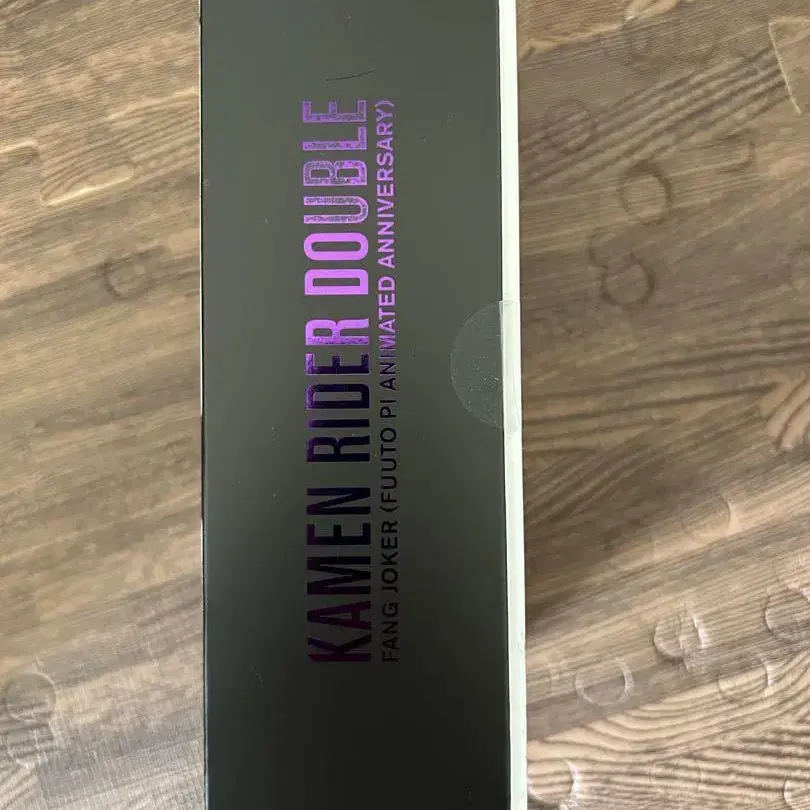 KAMEN RIDER DOUBLE
FANG JOKER (FUUTO PI ANIMATED ANNIVERSARY)